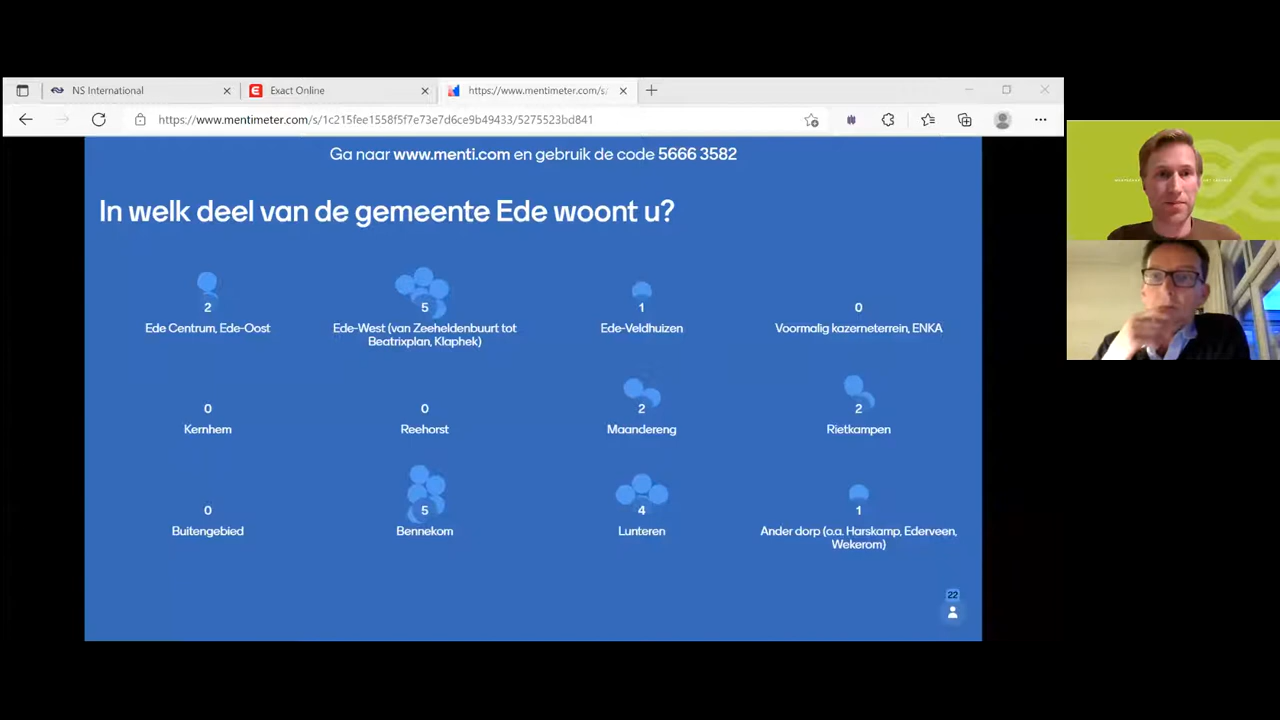 NS International
Exact Online
https://www.mentimeter.com/s/
https://www.mentimeter.com/s/1c215fee1558f5f7e73e7d6ce9b49433/5275523bd841
Ga naar www.menti.com en gebruik de code 5666 3582
In welk deel van de gemeente Ede woont u?
2
5
1
0
Ede Centrum, Ede-Oost
Ede-West (van Zeeheldenbuurt tot
Beatrixplan, Klaphek)
Ede-Veldhuizen
Voormalig kazerneterrein, ENKA
0
0
2
2
Kernhem
Reehorst
Maandereng
Rietkampen
0
5
4
1
Buitengebied
Bennekom
Lunteren
Ander dorp (o.a. Harskamp, Ederveen,
Wekerom)
22